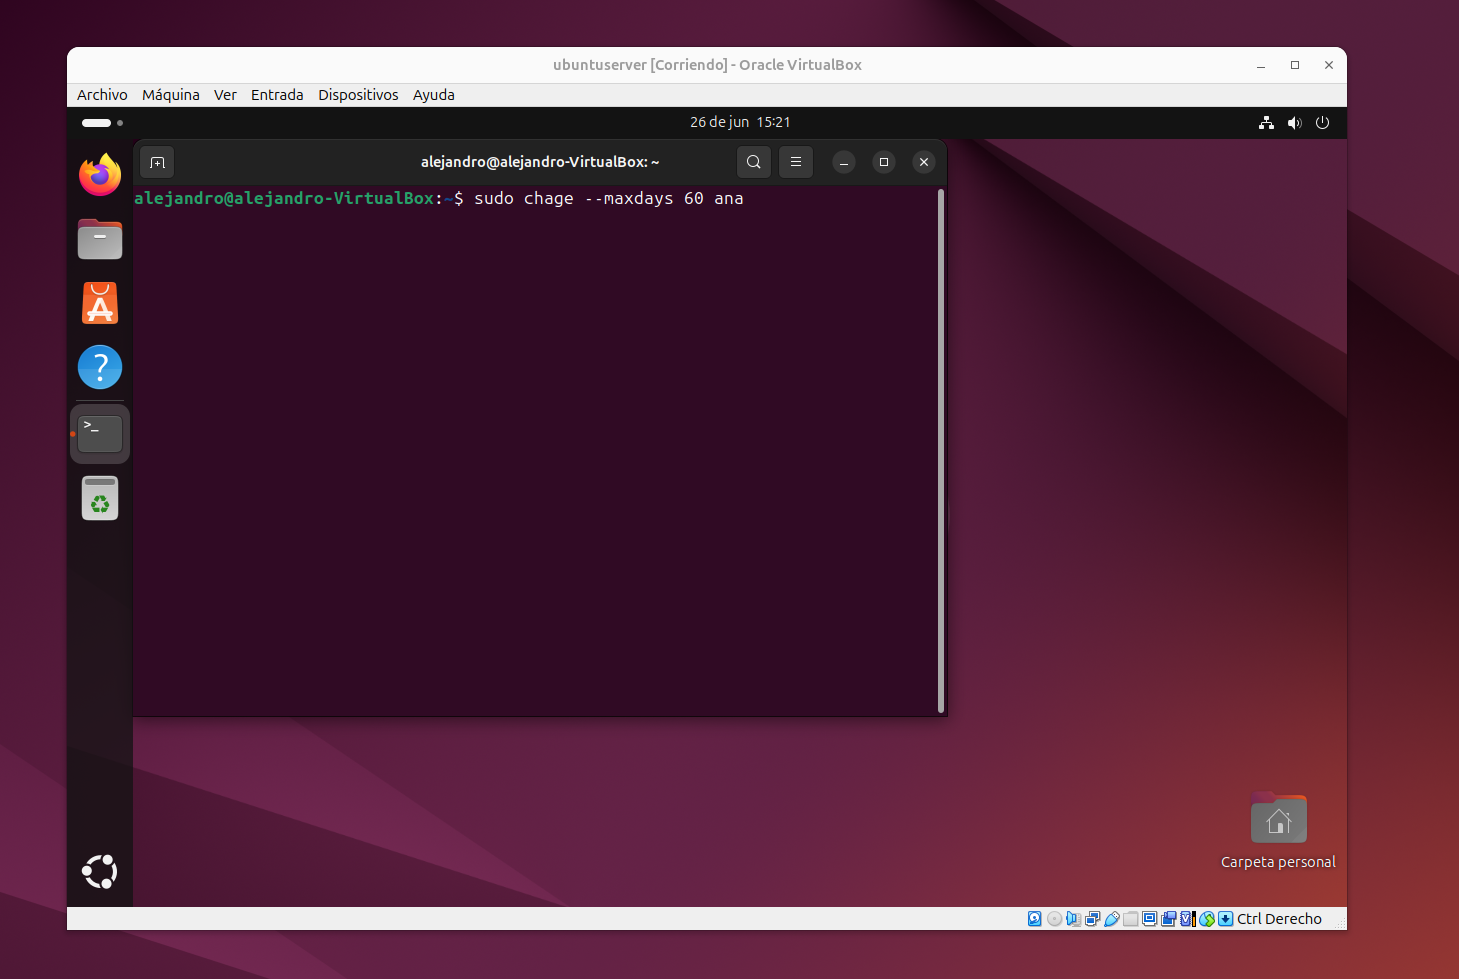 ubuntuserver [Corriendo] - Oracle VirtualBox
Archivo Máquina Ver Entrada Dispositivos Ayuda
26 de jun 15:21
alejandro@alejandro-VirtualBox: ~
alejandro@alejandro-VirtualBox:~$ sudo chage --maxdays 60 ana
Carpeta personal
Ctrl Derecho